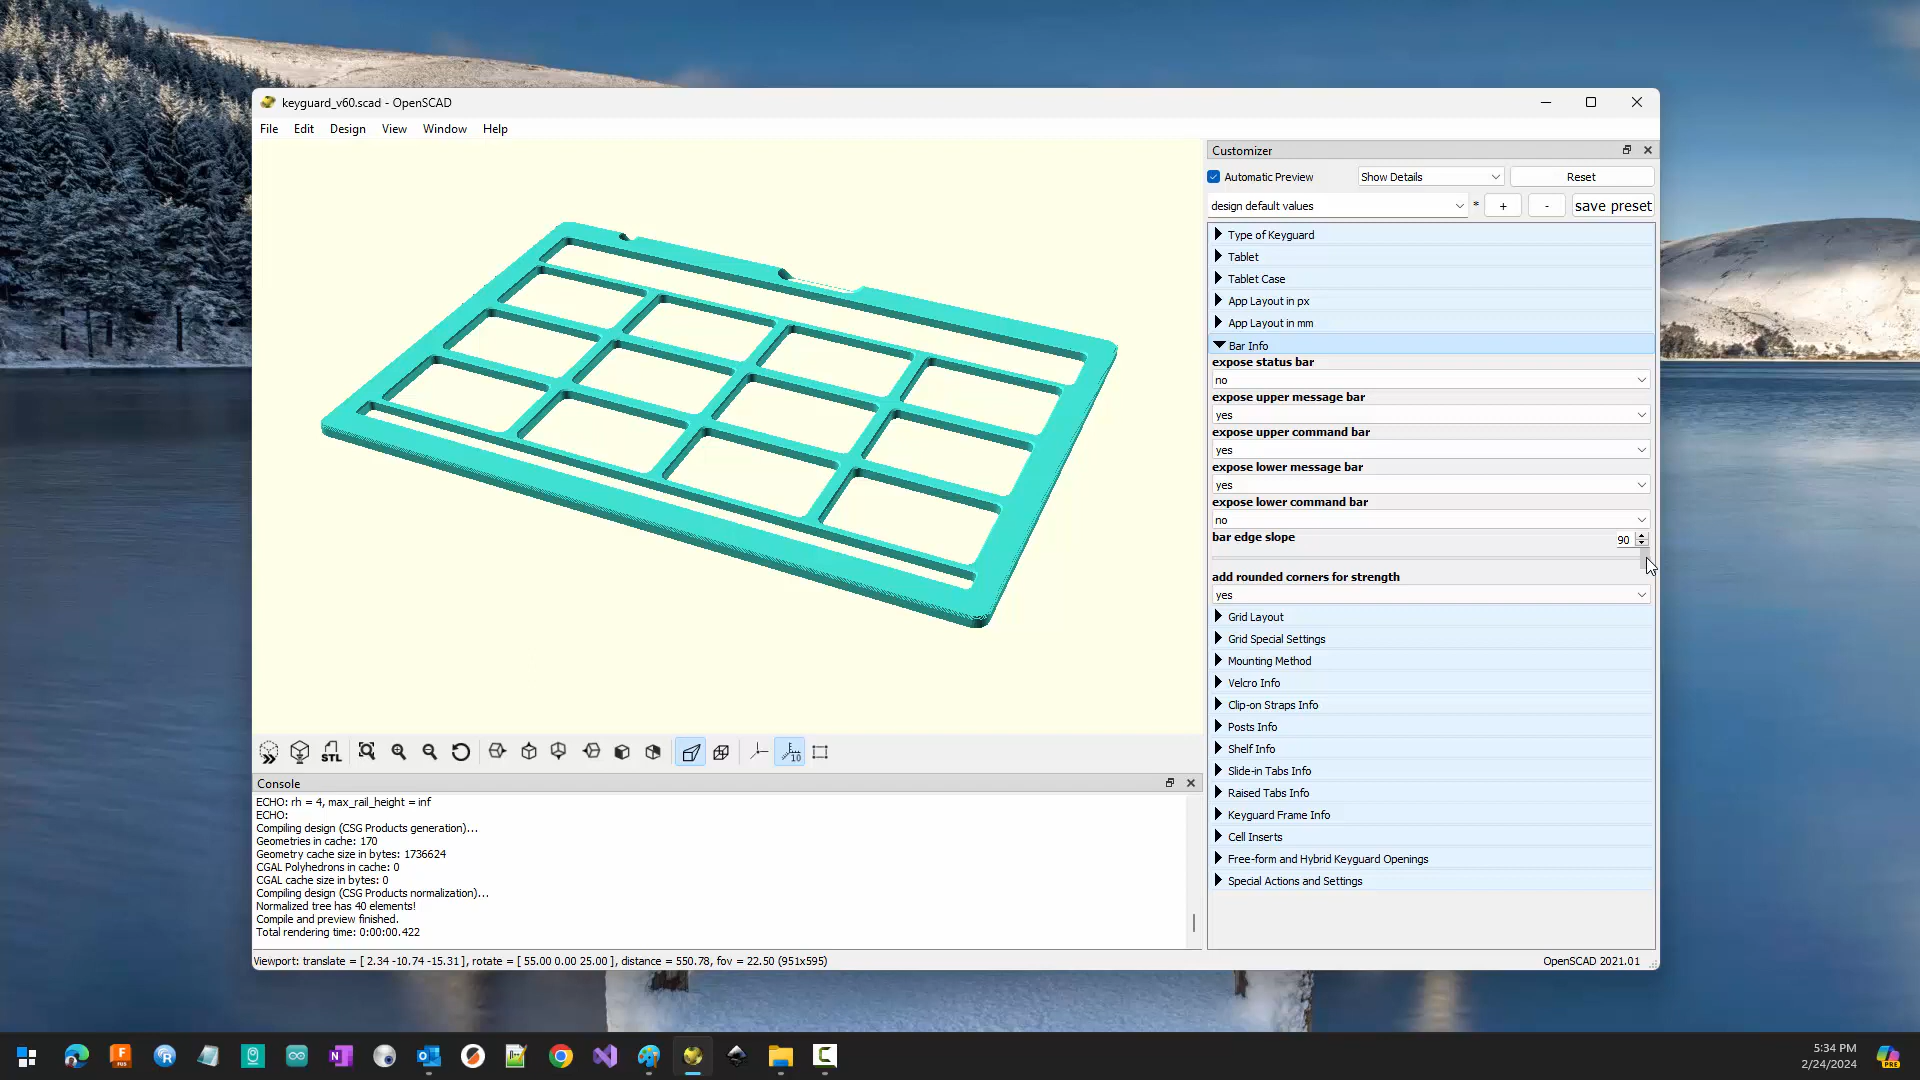 keyguard_v60.scad - OpenSCAD
File Edit Design View Window Help
Customizer
Automatic Preview Show Details Reset
design default values * + - save preset
Type of Keyguard
Tablet
Tablet Case
App Layout in px
App Layout in mm
Bar Info
expose status bar
no
expose upper message bar
yes
expose upper command bar
yes
expose lower message bar
yes
expose lower command bar
no
bar edge slope 90
add rounded corners for strength
yes
Grid Layout
Grid Special Settings
Mounting Method
Velcro Info
Clip-on Straps Info
Posts Info
Shelf Info
Slide-in Tabs Info
Raised Tabs Info
Keyguard Frame Info
Cell Inserts
Free-form and Hybrid Keyguard Openings
Special Actions and Settings
STL 10
Console
ECHO: rh = 4, max_rail_height = inf
ECHO:
Compiling design (CSG Products generation)...
Geometries in cache: 170
Geometry cache size in bytes: 1736624
CGAL Polyhedrons in cache: 0
CGAL cache size in bytes: 0
Compiling design (CSG Products normalization)...
Normalized tree has 40 elements!
Compile and preview finished.
Total rendering time: 0:00:00.422
Viewport: translate = [ 2.34 -10.74 -15.31 ], rotate = [ 55.00 0.00 25.00 ], distance = 550.78, fov = 22.50 (951x595) OpenSCAD 2021.01
5:34 PM
2/24/2024